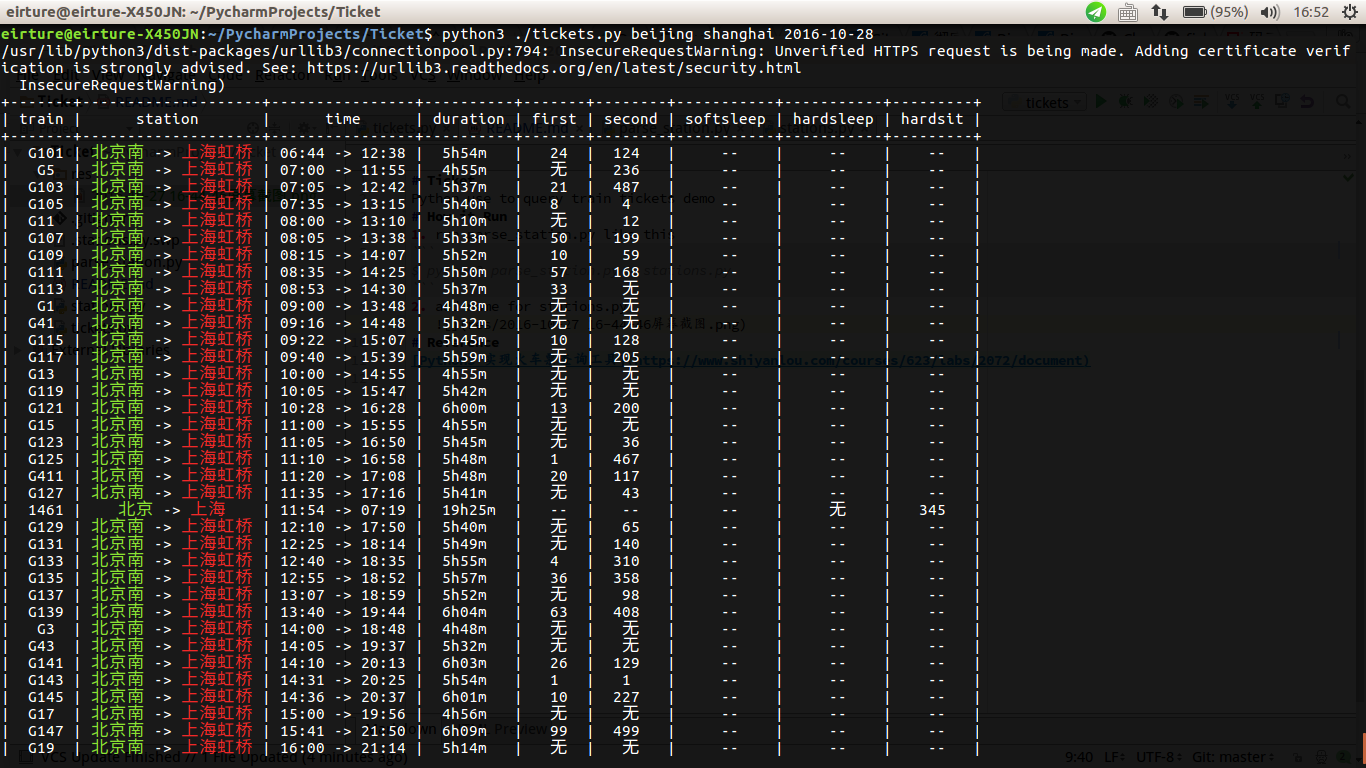 eirture@eirture-X450JN: ~/PycharmProjects/Ticket (95%) 16:52
eirture@eirture-X450JN:~/PycharmProjects/Ticket$ python3 ./tickets.py beijing shanghai 2016-10-28
/usr/lib/python3/dist-packages/urllib3/connectionpool.py:794: InsecureRequestWarning: Unverified HTTPS request is being made. Adding certificate verif
ication is strongly advised. See: https://urllib3.readthedocs.org/en/latest/security.html
InsecureRequestWarning)
| train | station | time | duration | first | second | softsleep | hardsleep | hardsit |
| G101 | 北京南 -> 上海虹桥 | 06:44 -> 12:38 | 5h54m | 24 | 124 | -- | -- | -- |
| G5 | 北京南 -> 上海虹桥 | 07:00 -> 11:55 | 4h55m | 无 | 236 | -- | -- | -- |
| G103 | 北京南 -> 上海虹桥 | 07:05 -> 12:42 | 5h37m | 21 | 487 | -- | -- | -- |
| G105 | 北京南 -> 上海虹桥 | 07:35 -> 13:15 | 5h40m | 8 | 4 | -- | -- | -- |
| G11 | 北京南 -> 上海虹桥 | 08:00 -> 13:10 | 5h10m | 无 | 12 | -- | -- | -- |
| G107 | 北京南 -> 上海虹桥 | 08:05 -> 13:38 | 5h33m | 50 | 199 | -- | -- | -- |
| G109 | 北京南 -> 上海虹桥 | 08:15 -> 14:07 | 5h52m | 10 | 59 | -- | -- | -- |
| G111 | 北京南 -> 上海虹桥 | 08:35 -> 14:25 | 5h50m | 57 | 168 | -- | -- | -- |
| G113 | 北京南 -> 上海虹桥 | 08:53 -> 14:30 | 5h37m | 33 | 无 | -- | -- | -- |
| G1 | 北京南 -> 上海虹桥 | 09:00 -> 13:48 | 4h48m | 无 | 无 | -- | -- | -- |
| G41 | 北京南 -> 上海虹桥 | 09:16 -> 14:48 | 5h32m | 无 | 无 | -- | -- | -- |
| G115 | 北京南 -> 上海虹桥 | 09:22 -> 15:07 | 5h45m | 10 | 128 | -- | -- | -- |
| G117 | 北京南 -> 上海虹桥 | 09:40 -> 15:39 | 5h59m | 无 | 205 | -- | -- | -- |
| G13 | 北京南 -> 上海虹桥 | 10:00 -> 14:55 | 4h55m | 无 | 无 | -- | -- | -- |
| G119 | 北京南 -> 上海虹桥 | 10:05 -> 15:47 | 5h42m | 无 | 无 | -- | -- | -- |
| G121 | 北京南 -> 上海虹桥 | 10:28 -> 16:28 | 6h00m | 13 | 200 | -- | -- | -- |
| G15 | 北京南 -> 上海虹桥 | 11:00 -> 15:55 | 4h55m | 无 | 无 | -- | -- | -- |
| G123 | 北京南 -> 上海虹桥 | 11:05 -> 16:50 | 5h45m | 无 | 36 | -- | -- | -- |
| G125 | 北京南 -> 上海虹桥 | 11:10 -> 16:58 | 5h48m | 1 | 467 | -- | -- | -- |
| G411 | 北京南 -> 上海虹桥 | 11:20 -> 17:08 | 5h48m | 20 | 117 | -- | -- | -- |
| G127 | 北京南 -> 上海虹桥 | 11:35 -> 17:16 | 5h41m | 无 | 43 | -- | -- | -- |
| 1461 | 北京 -> 上海 | 11:54 -> 07:19 | 19h25m | -- | -- | -- | 无 | 345 |
| G129 | 北京南 -> 上海虹桥 | 12:10 -> 17:50 | 5h40m | 无 | 65 | -- | -- | -- |
| G131 | 北京南 -> 上海虹桥 | 12:25 -> 18:14 | 5h49m | 无 | 140 | -- | -- | -- |
| G133 | 北京南 -> 上海虹桥 | 12:40 -> 18:35 | 5h55m | 4 | 310 | -- | -- | -- |
| G135 | 北京南 -> 上海虹桥 | 12:55 -> 18:52 | 5h57m | 36 | 358 | -- | -- | -- |
| G137 | 北京南 -> 上海虹桥 | 13:07 -> 18:59 | 5h52m | 无 | 98 | -- | -- | -- |
| G139 | 北京南 -> 上海虹桥 | 13:40 -> 19:44 | 6h04m | 63 | 408 | -- | -- | -- |
| G3 | 北京南 -> 上海虹桥 | 14:00 -> 18:48 | 4h48m | 无 | 无 | -- | -- | -- |
| G43 | 北京南 -> 上海虹桥 | 14:05 -> 19:37 | 5h32m | 无 | 无 | -- | -- | -- |
| G141 | 北京南 -> 上海虹桥 | 14:10 -> 20:13 | 6h03m | 26 | 129 | -- | -- | -- |
| G143 | 北京南 -> 上海虹桥 | 14:31 -> 20:25 | 5h54m | 1 | 1 | -- | -- | -- |
| G145 | 北京南 -> 上海虹桥 | 14:36 -> 20:37 | 6h01m | 10 | 227 | -- | -- | -- |
| G17 | 北京南 -> 上海虹桥 | 15:00 -> 19:56 | 4h56m | 无 | 无 | -- | -- | -- |
| G147 | 北京南 -> 上海虹桥 | 15:41 -> 21:50 | 6h09m | 99 | 499 | -- | -- | -- |
| G19 | 北京南 -> 上海虹桥 | 16:00 -> 21:14 | 5h14m | 无 | 无 | -- | -- | -- |
VCS Update Finished // 1 File Updated (4 minutes ago) 9:40 LF UTF-8 Git: master